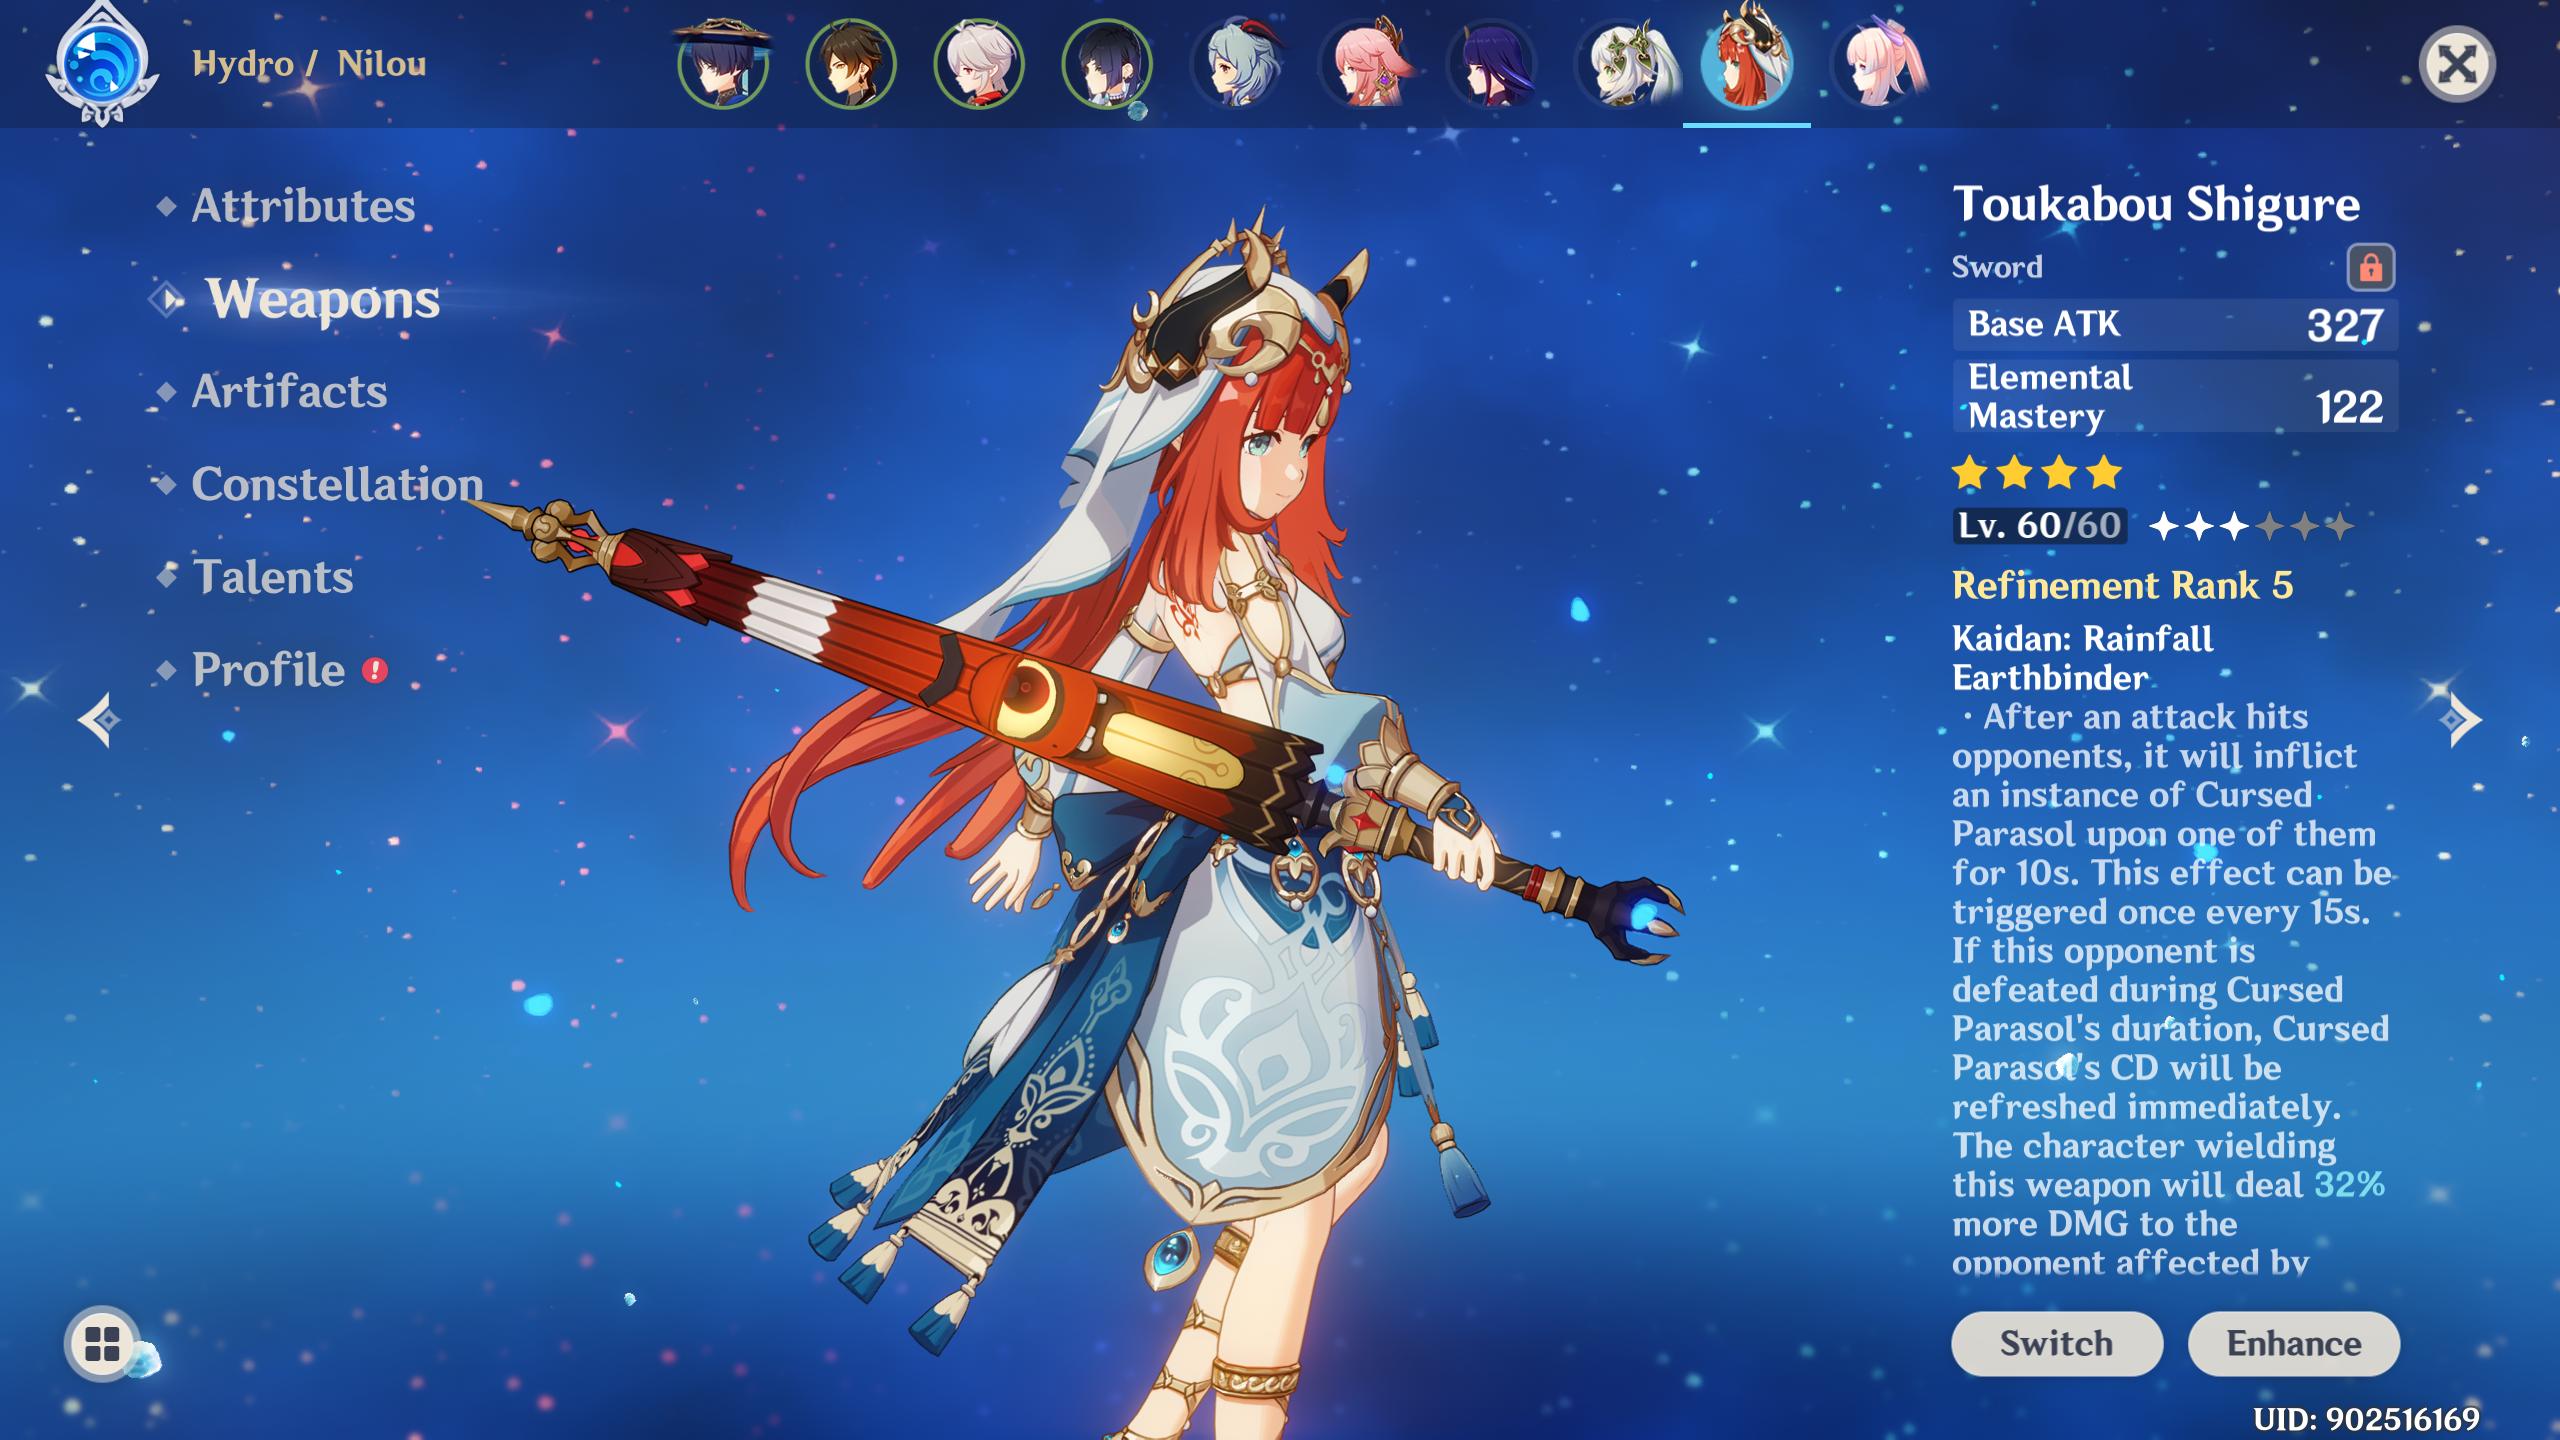 Hydro / Nilou
Attributes
Weapons
Artifacts
Constellation
Talents
Profile
Toukabou Shigure
Sword
Base ATK 327
Elemental
Mastery 122
Lv. 60/60
Refinement Rank 5
Kaidan: Rainfall
Earthbinder
· After an attack hits
opponents, it will inflict
an instance of Cursed
Parasol upon one of them
for 10s. This effect can be
triggered once every 15s.
If this opponent is
defeated during Cursed
Parasol's duration, Cursed
Parasol's CD will be
refreshed immediately.
The character wielding
this weapon will deal 32%
more DMG to the
opponent affected by
Switch
Enhance
UID: 902516169